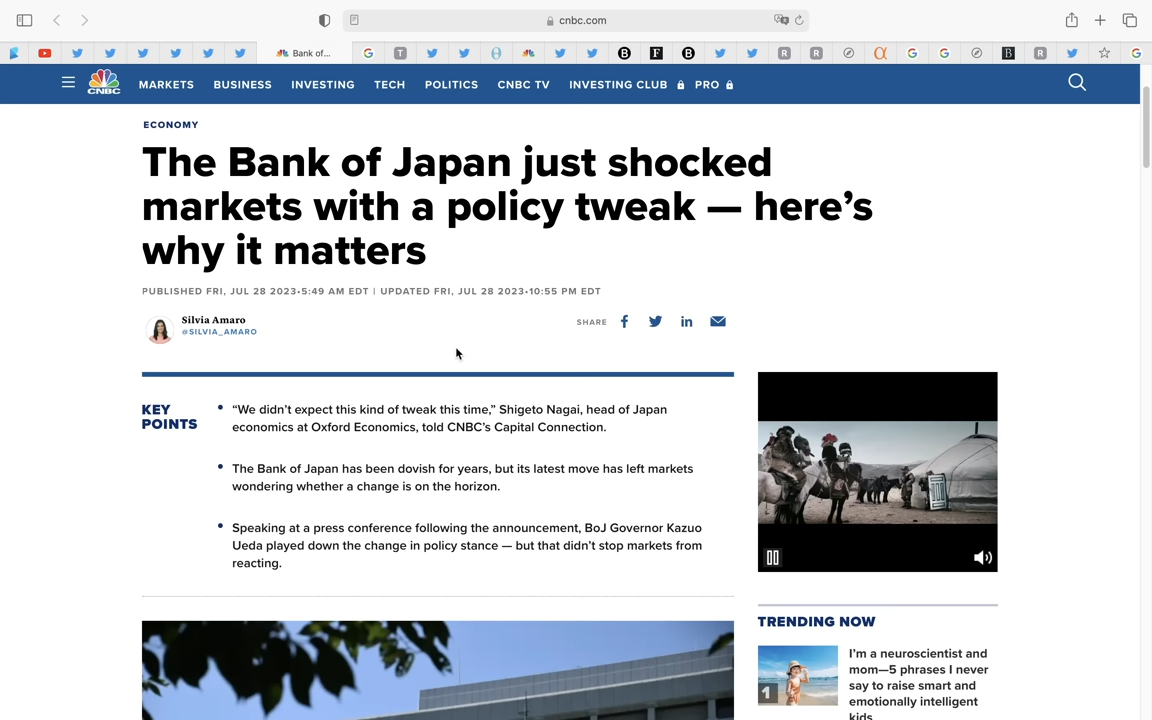 cnbc.com
T
Bank of...
B
F
B
R
R
α
B
R
CNBC
MARKETS BUSINESS INVESTING TECH POLITICS CNBC TV INVESTING CLUB PRO
ECONOMY
The Bank of Japan just shocked
markets with a policy tweak — here’s
why it matters
PUBLISHED FRI, JUL 28 2023•5:49 AM EDT | UPDATED FRI, JUL 28 2023•10:55 PM EDT
Silvia Amaro
@SILVIA_AMARO
SHARE
KEY
POINTS
“We didn’t expect this kind of tweak this time,” Shigeto Nagai, head of Japan
economics at Oxford Economics, told CNBC’s Capital Connection.
The Bank of Japan has been dovish for years, but its latest move has left markets
wondering whether a change is on the horizon.
Speaking at a press conference following the announcement, BoJ Governor Kazuo
Ueda played down the change in policy stance — but that didn’t stop markets from
reacting.
TRENDING NOW
1
I’m a neuroscientist and
mom—5 phrases I never
say to raise smart and
emotionally intelligent
kids